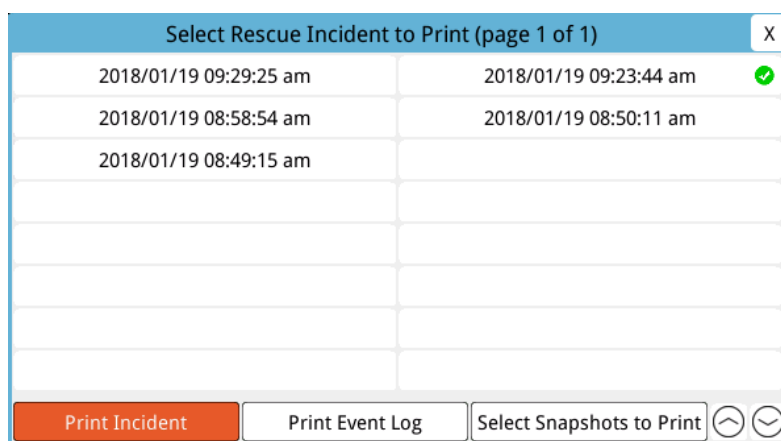 Select Rescue Incident to Print (page 1 of 1) X
2018/01/19 09:29:25 am 2018/01/19 09:23:44 am
2018/01/19 08:58:54 am 2018/01/19 08:50:11 am
2018/01/19 08:49:15 am
Print Incident Print Event Log Select Snapshots to Print